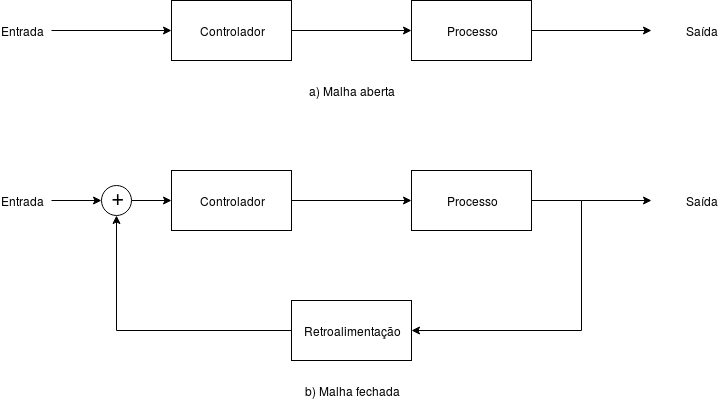 Entrada
Controlador
Processo
Saída
a) Malha aberta
Entrada
+
Controlador
Processo
Saída
Retroalimentação
b) Malha fechada